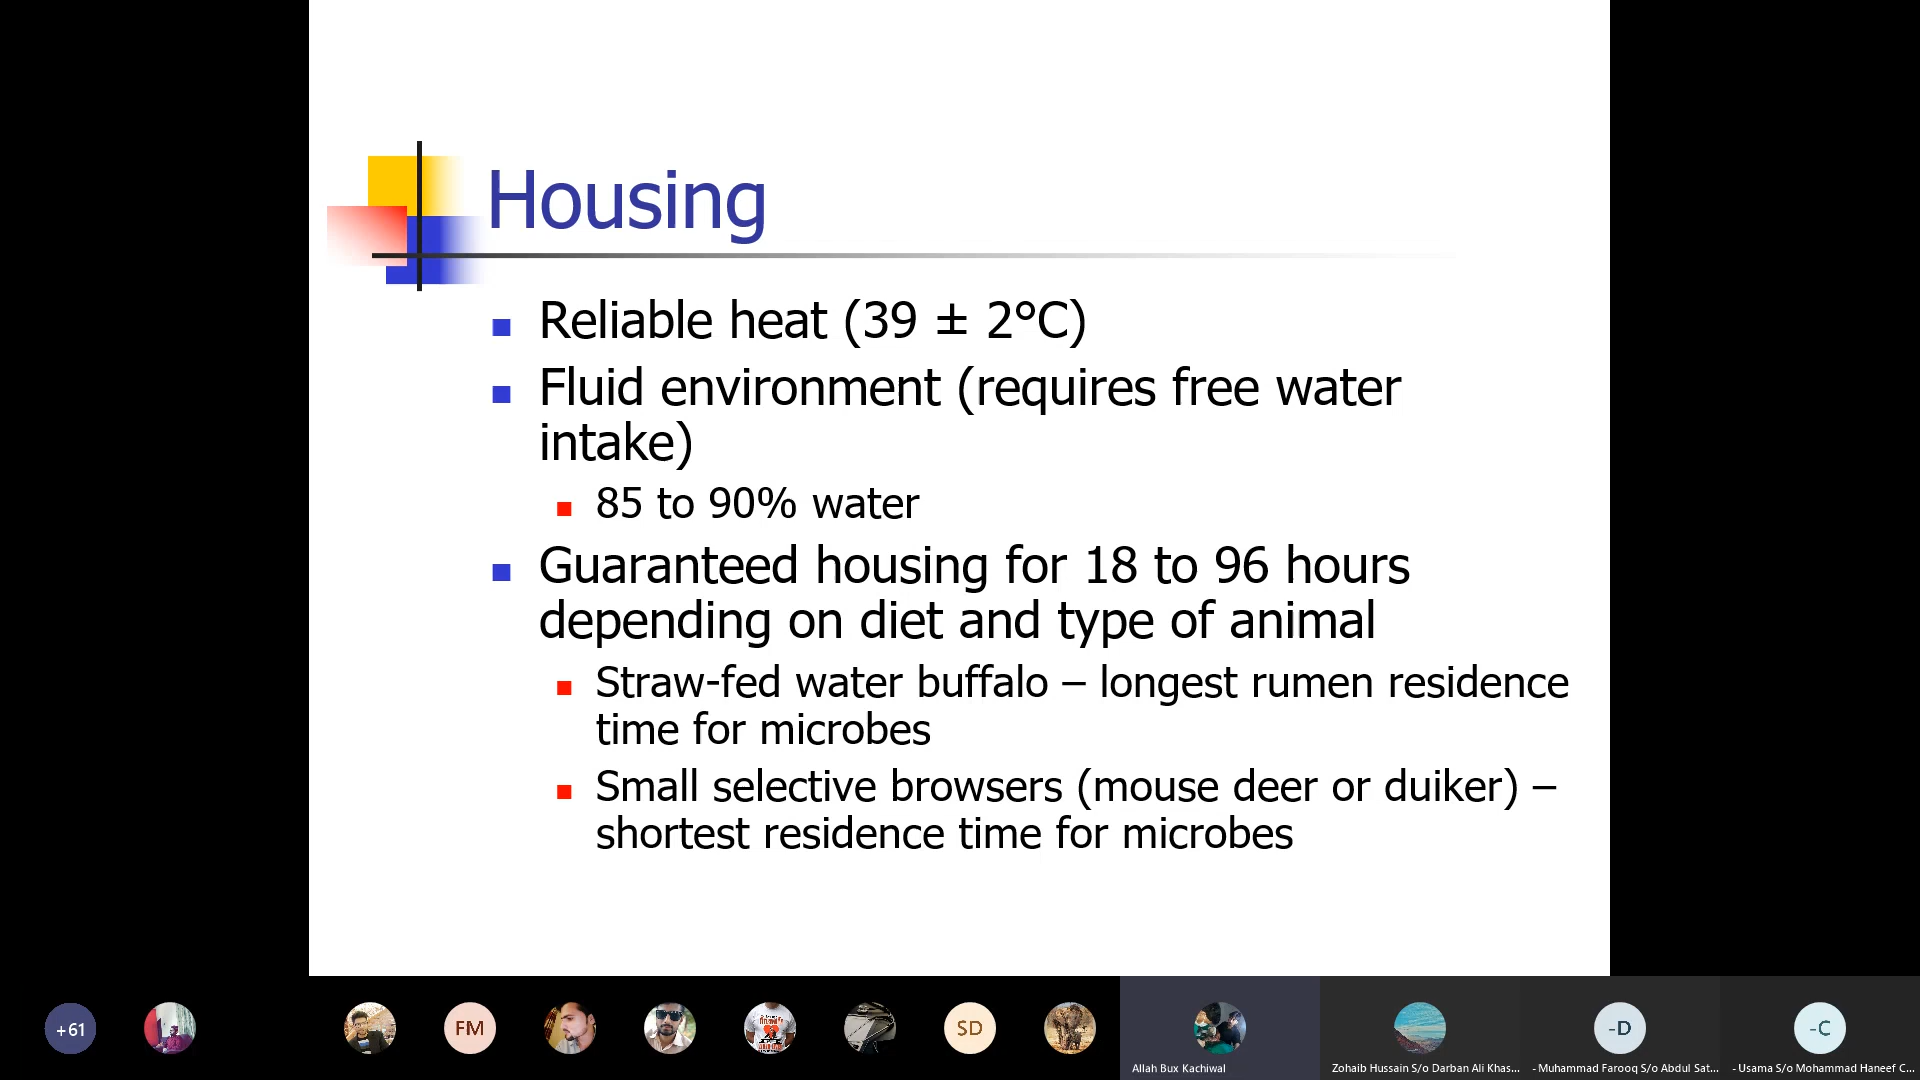 Housing
Reliable heat (39 ± 2°C)
Fluid environment (requires free water
intake)
85 to 90% water
Guaranteed housing for 18 to 96 hours
depending on diet and type of animal
Straw-fed water buffalo – longest rumen residence
time for microbes
Small selective browsers (mouse deer or duiker) –
shortest residence time for microbes
+61
FM
SD
-D
-C
Allah Bux Kachiwal
Zohaib Hussain S/o Darban Ali Khas...
- Muhammad Farooq S/o Abdul Sat...
- Usama S/o Mohammad Haneef C...